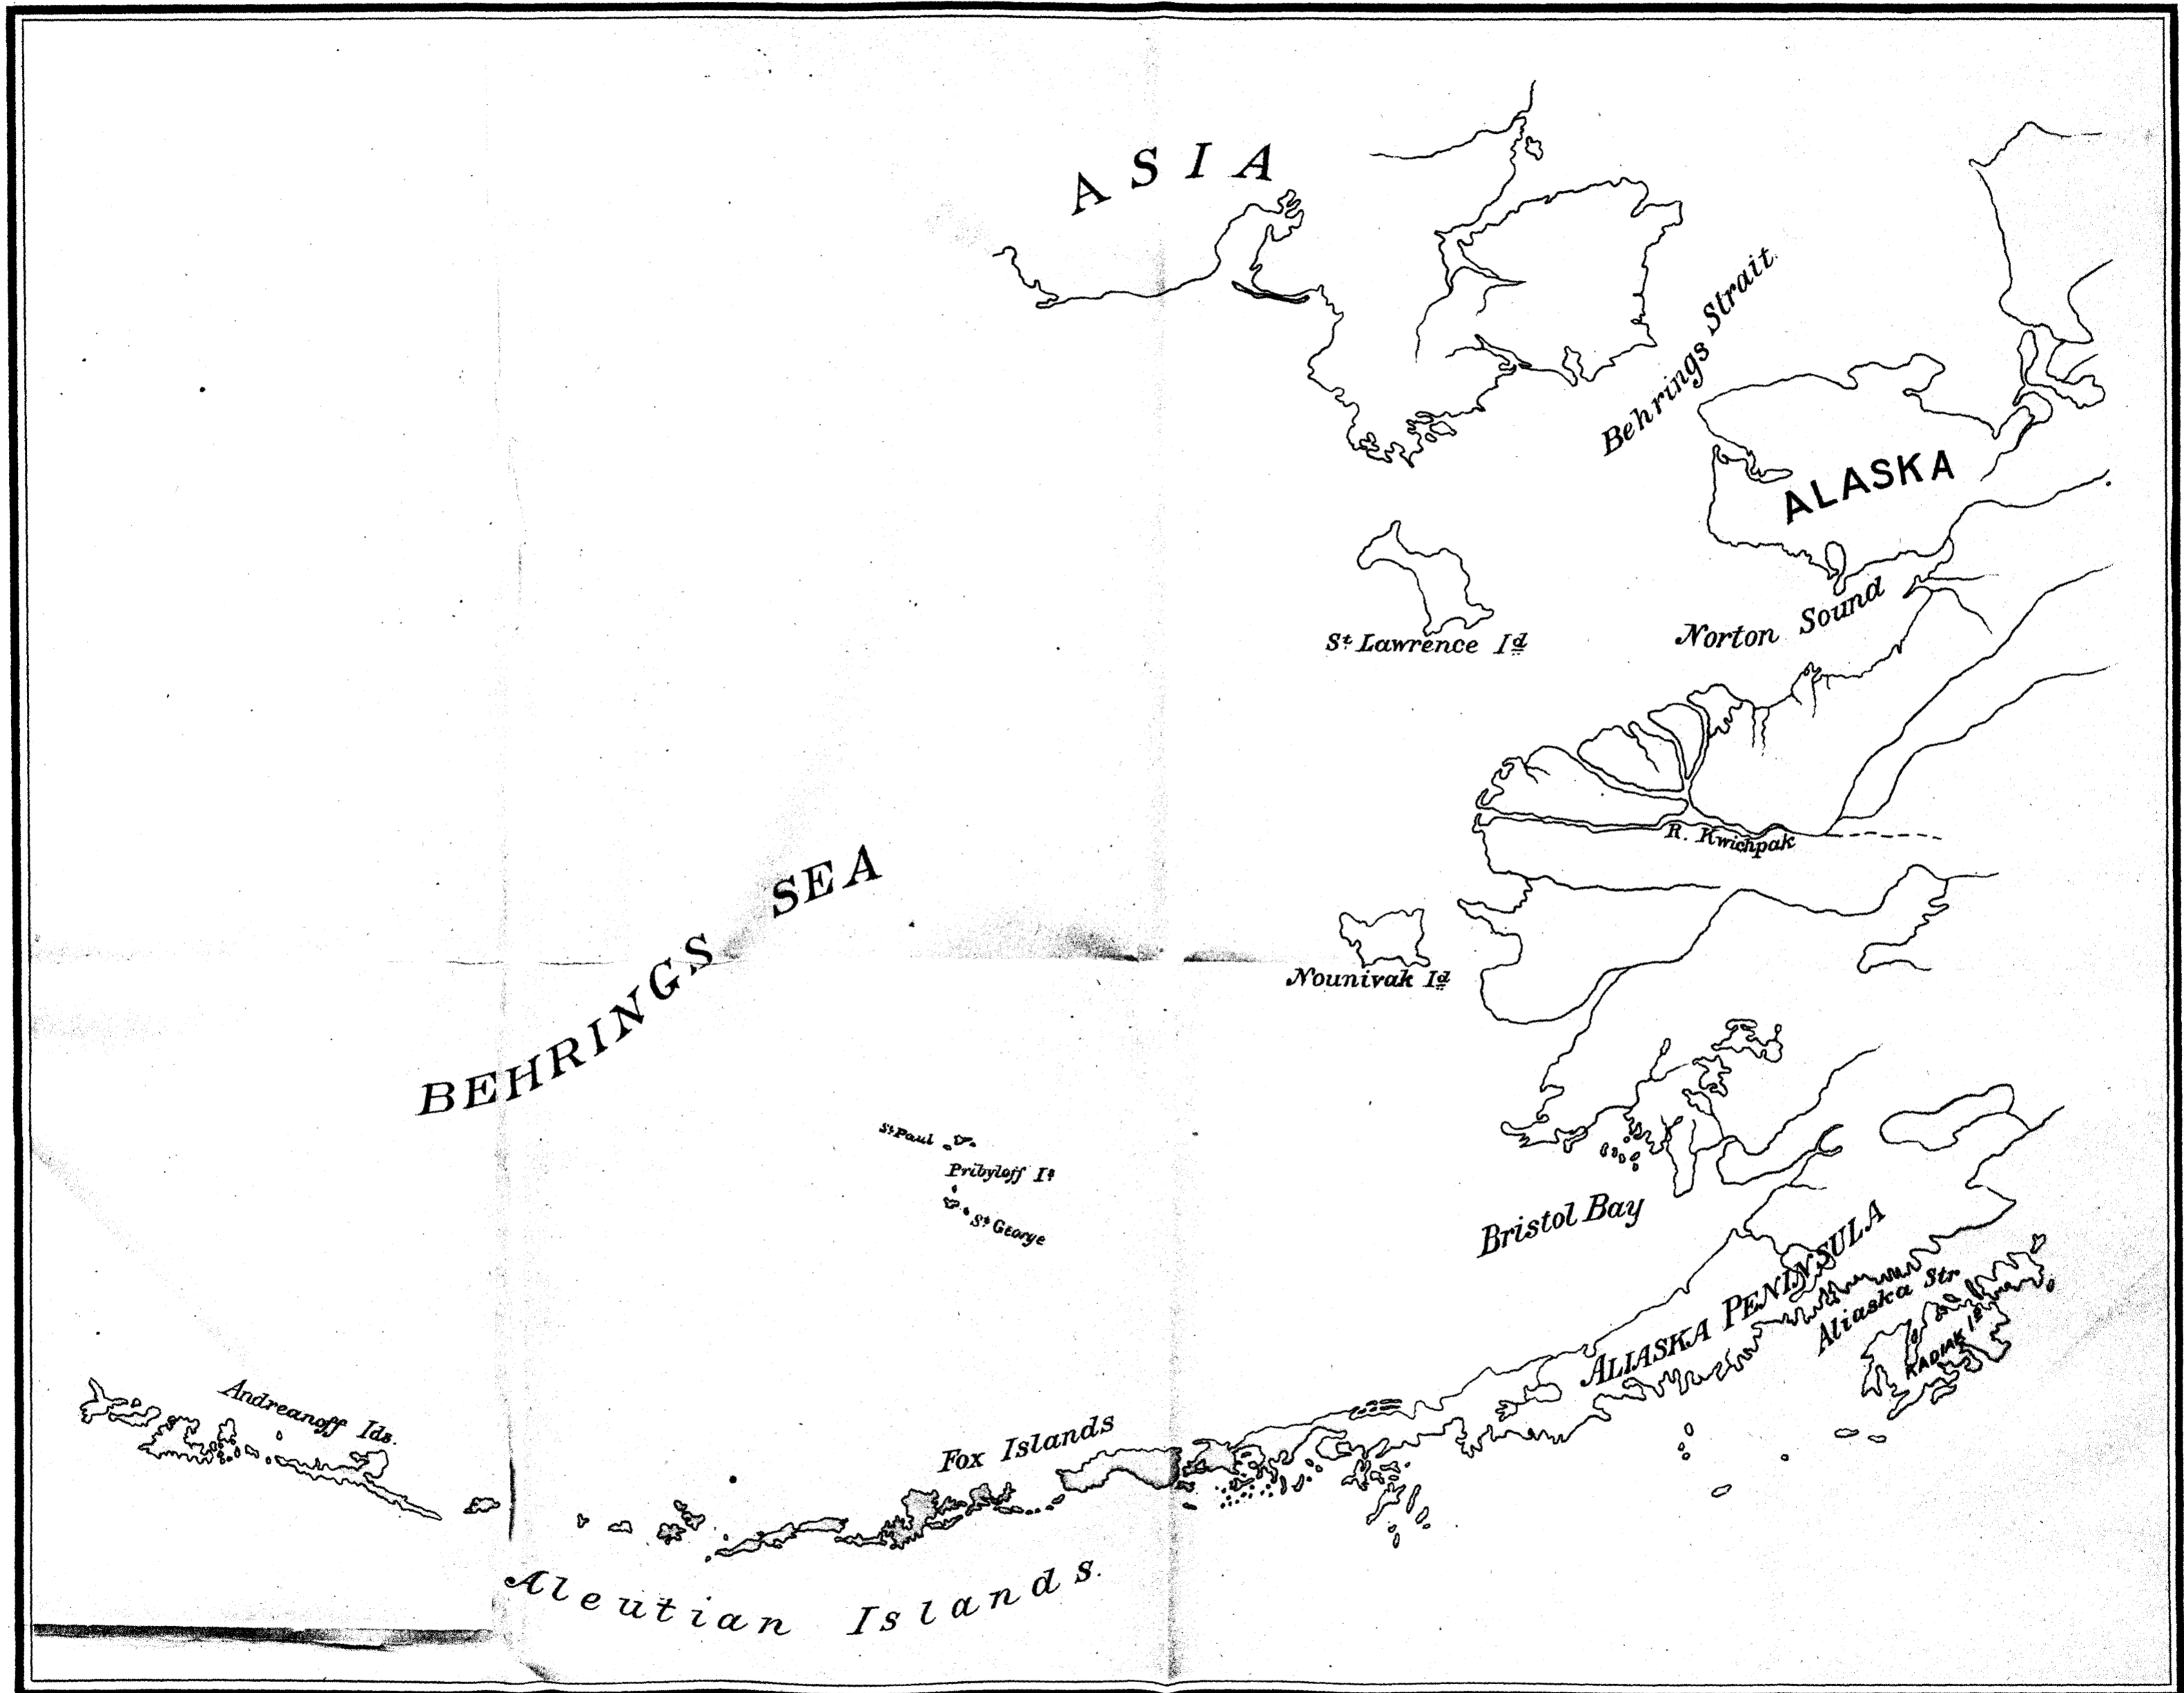 ASIA
Behrings Strait.
ALASKA
Norton Sound
St. Lawrence Id
R. Kwichpak
BEHRINGS SEA
Nounivak Id
St. Paul
Pribyloff Is
St. George
Bristol Bay
ALIASKA PENINSULA
Aliaska Str.
KADIAK Is
Andreanoff Ids.
Fox Islands
Aleutian Islands.